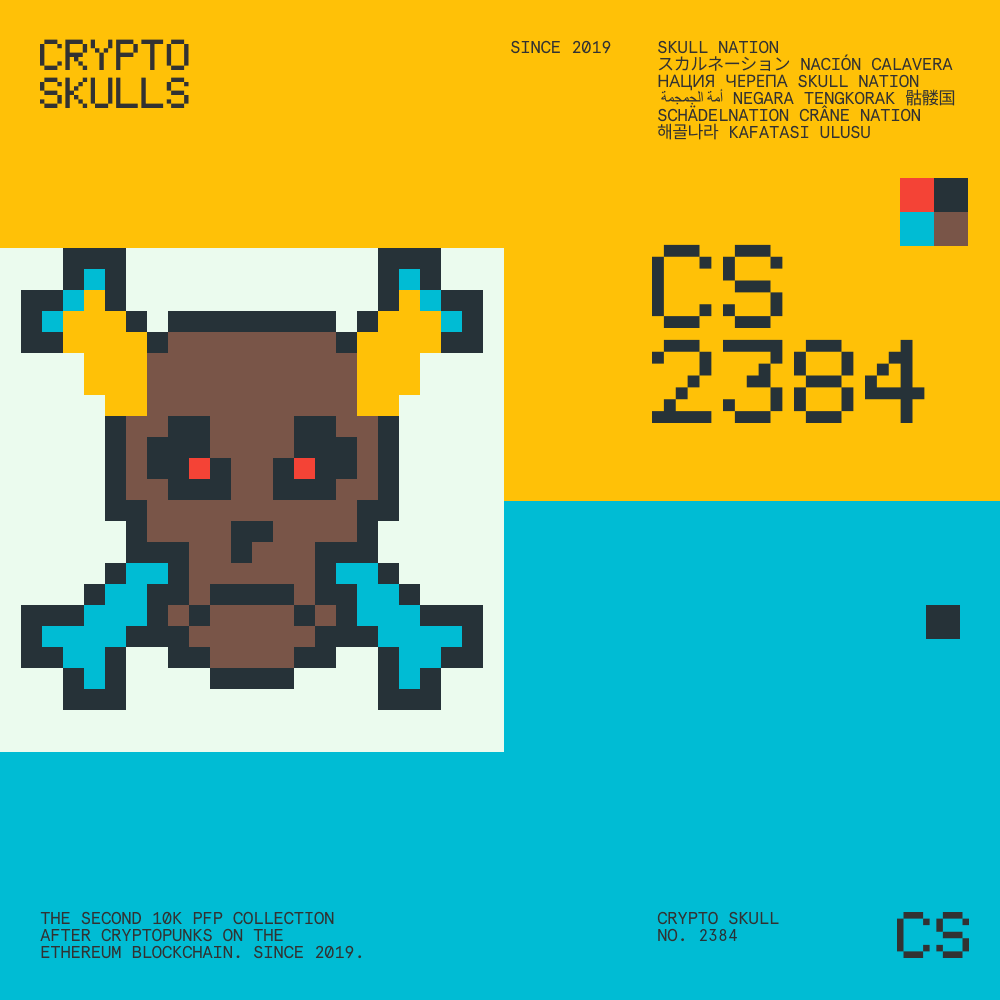 CRYPTO
SKULLS
SINCE 2019
SKULL NATION
スカルネーション NACIÓN CALAVERA
НАЦИЯ ЧЕРЕПА SKULL NATION
أمة الجمجمة NEGARA TENGKORAK 骷髅国
SCHÄDELNATION CRÂNE NATION
해골나라 KAFATASI ULUSU
CS
2384
THE SECOND 10K PFP COLLECTION
AFTER CRYPTOPUNKS ON THE
ETHEREUM BLOCKCHAIN. SINCE 2019.
CRYPTO SKULL
NO. 2384
CS